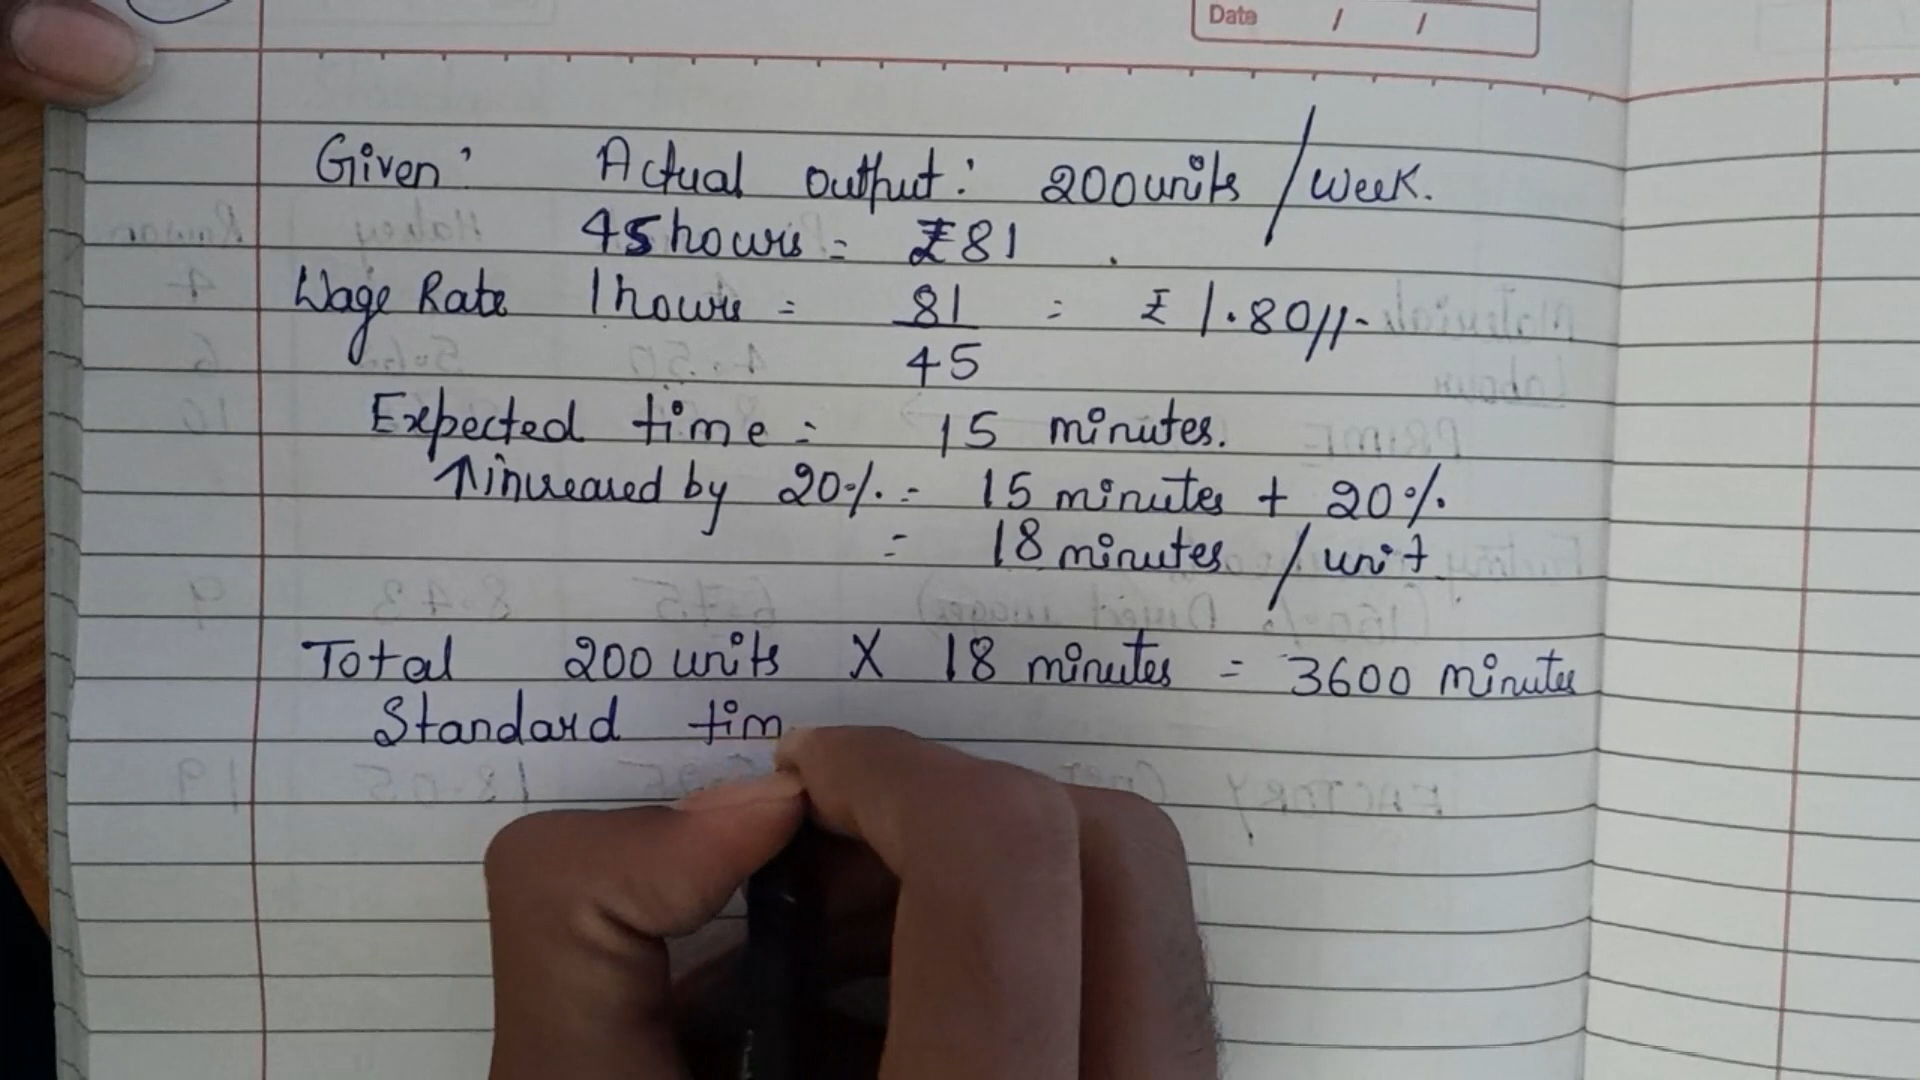 Date / /
Given: Actual output: 200 units / week.
45 hours = ₹81.
Wage Rate 1 hours = 81 / 45 = ₹ 1.80//-
Expected time = 15 minutes.
↑ increased by 20% = 15 minutes + 20%
= 18 minutes / unit
Total 200 units X 18 minutes = 3600 minutes
Standard tim